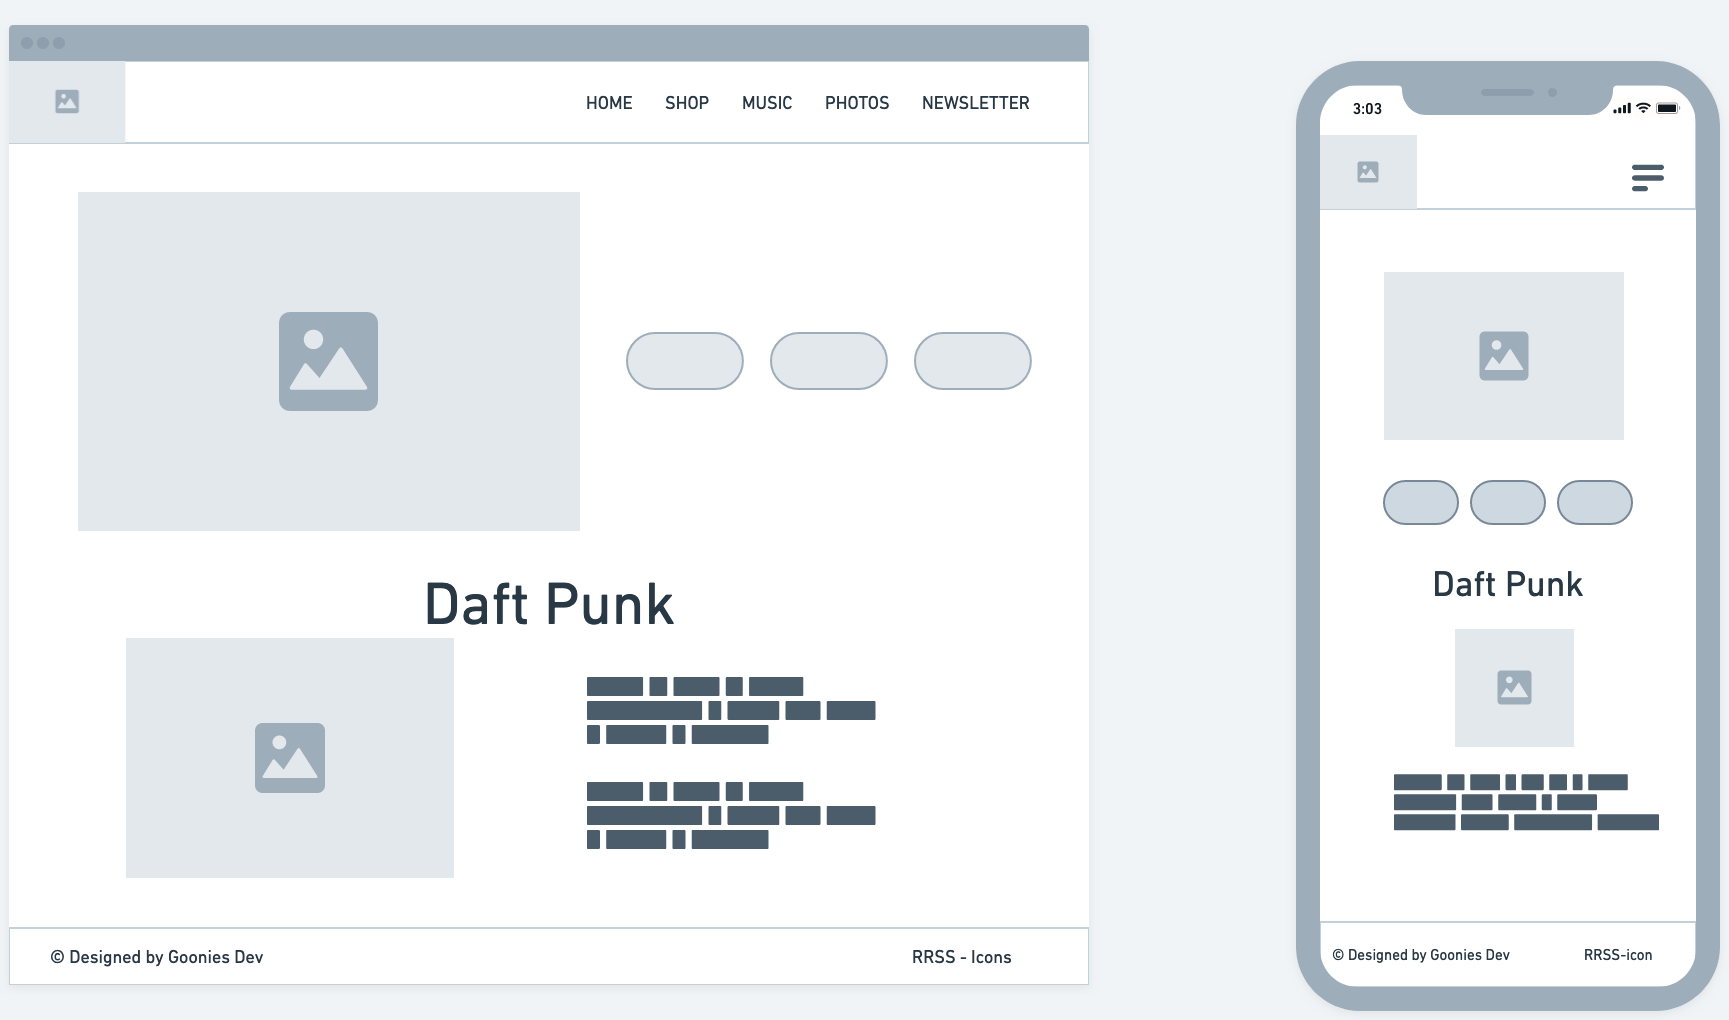 HOME SHOP MUSIC PHOTOS NEWSLETTER
Daft Punk
© Designed by Goonies Dev
RRSS - Icons
3:03
Daft Punk
© Designed by Goonies Dev
RRSS-icon